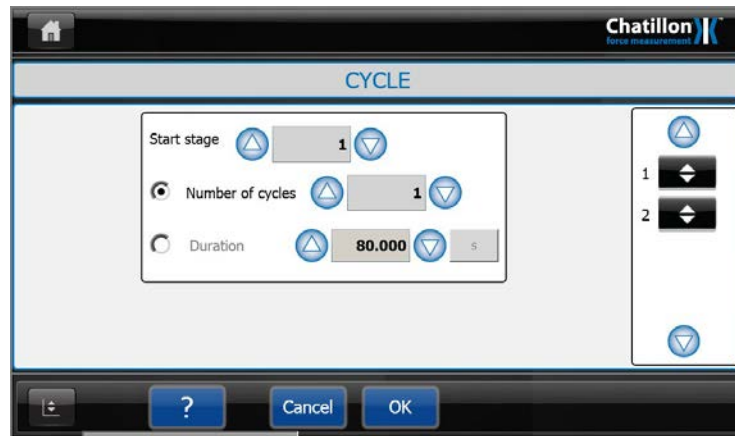 Chatillon
force measurement
CYCLE
Start stage 1
Number of cycles 1
Duration 80.000 s
1
2
? Cancel OK